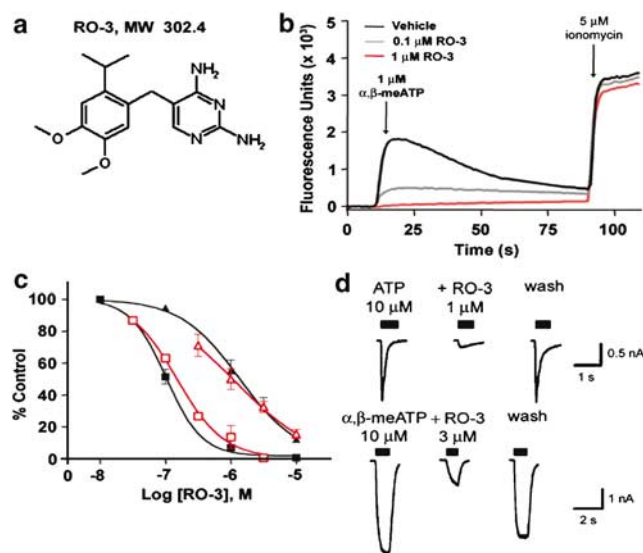 a
RO-3, MW 302.4
NH₂
N
N
NH₂
O
O
b
Fluorescence Units (x 10³)
5
4
3
2
1
0
Vehicle
0.1 µM RO-3
1 µM RO-3
1 µM
α,β-meATP
5 µM
ionomycin
0 25 50 75 100
Time (s)
c
% Control
100
80
60
40
20
0
0 -8 -7 -6 -5
Log [RO-3], M
d
ATP + RO-3 wash
10 µM 1 µM
0.5 nA
1 s
α,β-meATP + RO-3 wash
10 µM 3 µM
1 nA
2 s